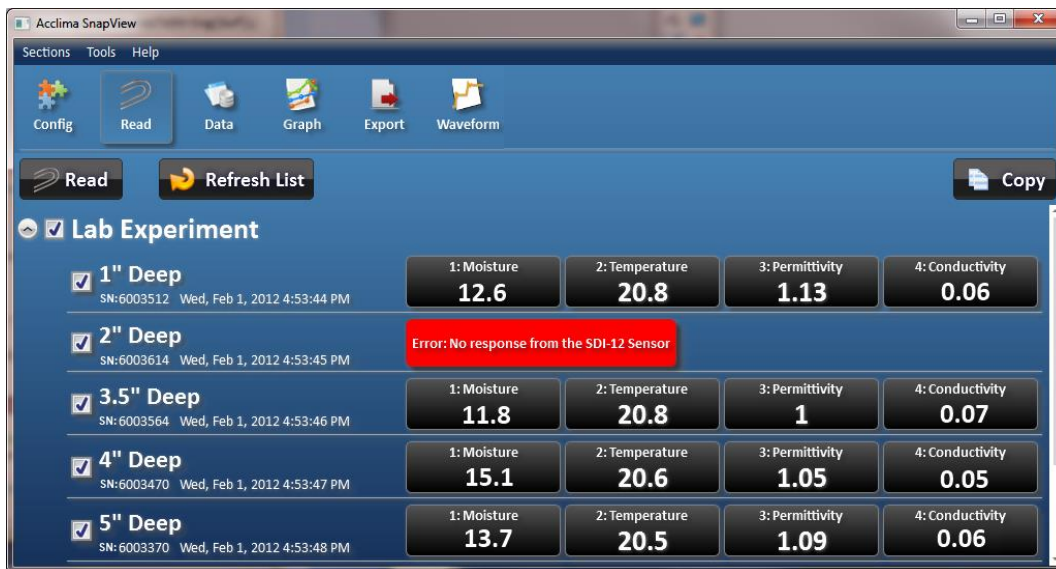 Acclima SnapView
Sections Tools Help
Config Read Data Graph Export Waveform
Read Refresh List Copy
Lab Experiment
1" Deep
SN:6003512 Wed, Feb 1, 2012 4:53:44 PM
1: Moisture 2: Temperature 3: Permittivity 4: Conductivity
12.6 20.8 1.13 0.06
2" Deep
SN:6003614 Wed, Feb 1, 2012 4:53:45 PM
Error: No response from the SDI-12 Sensor
3.5" Deep
SN:6003564 Wed, Feb 1, 2012 4:53:46 PM
1: Moisture 2: Temperature 3: Permittivity 4: Conductivity
11.8 20.8 1 0.07
4" Deep
SN:6003470 Wed, Feb 1, 2012 4:53:47 PM
1: Moisture 2: Temperature 3: Permittivity 4: Conductivity
15.1 20.6 1.05 0.05
5" Deep
SN:6003370 Wed, Feb 1, 2012 4:53:48 PM
1: Moisture 2: Temperature 3: Permittivity 4: Conductivity
13.7 20.5 1.09 0.06